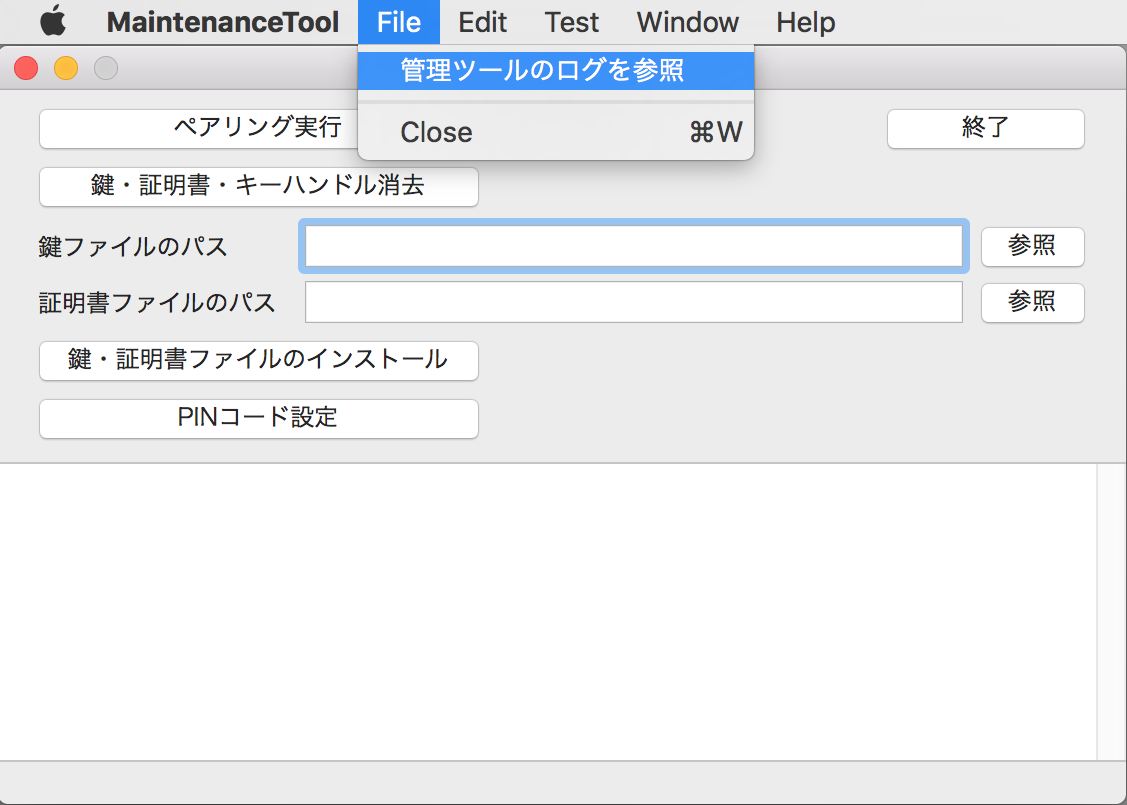 MaintenanceTool File Edit Test Window Help
管理ツールのログを参照
Close ⌘W
ペアリング実行
終了
鍵・証明書・キーハンドル消去
鍵ファイルのパス 参照
証明書ファイルのパス 参照
鍵・証明書ファイルのインストール
PINコード設定